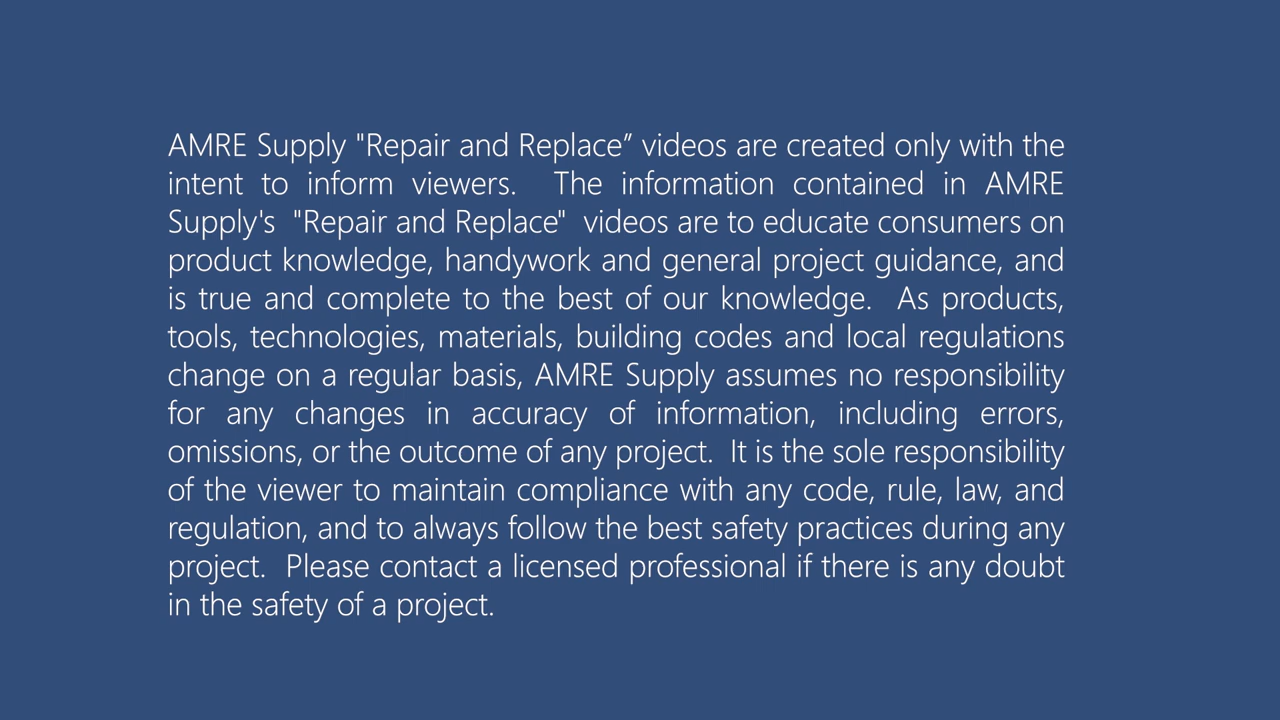 AMRE Supply "Repair and Replace” videos are created only with the
intent to inform viewers.  The information contained in AMRE
Supply's  "Repair and Replace"  videos are to educate consumers on
product knowledge, handywork and general project guidance, and
is true and complete to the best of our knowledge.  As products,
tools, technologies, materials, building codes and local regulations
change on a regular basis, AMRE Supply assumes no responsibility
for any changes in accuracy of information, including errors,
omissions, or the outcome of any project.  It is the sole responsibility
of the viewer to maintain compliance with any code, rule, law, and
regulation, and to always follow the best safety practices during any
project.  Please contact a licensed professional if there is any doubt
in the safety of a project.